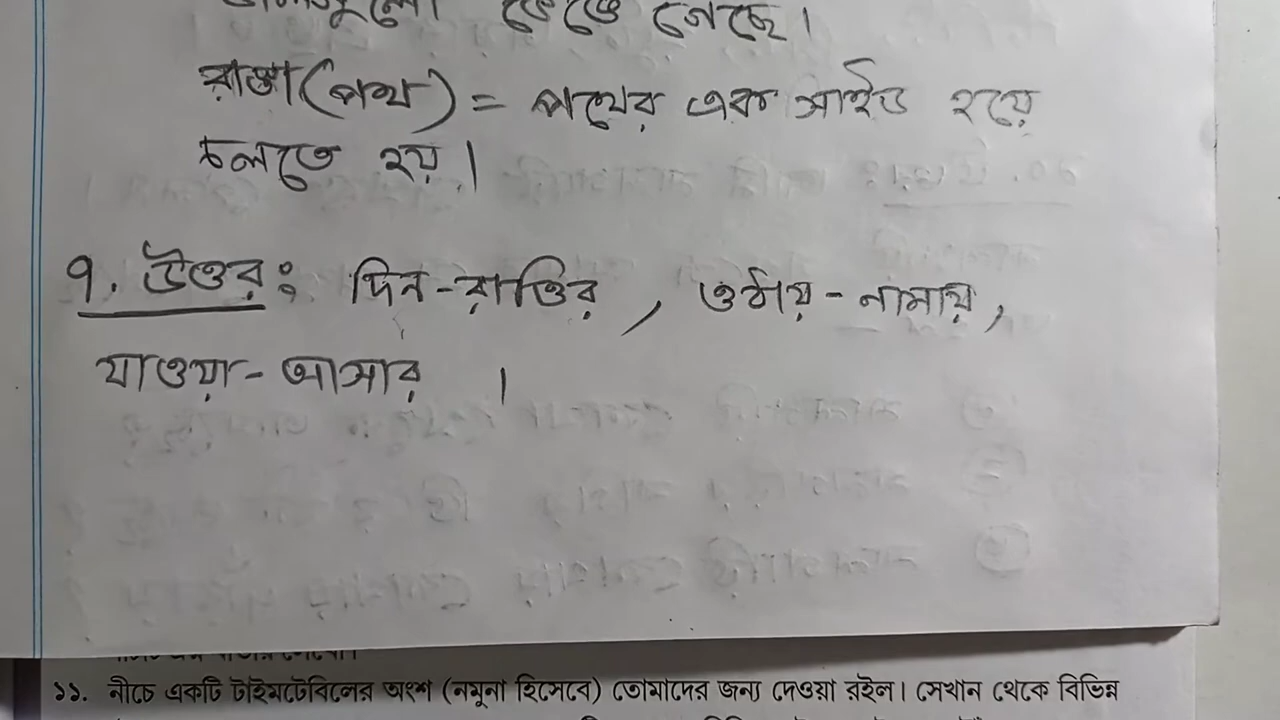 ভেঙে গেছে।
রাস্তা (পথ) = পথের এক সাইড হয়ে
চলতে হয়।
৭. উত্তর: দিন-রাত্তির, ওঠায়-নামায়,
যাওয়া-আসার ।
১১. নীচে একটি টাইমটেবিলের অংশ (নমুনা হিসেবে) তোমাদের জন্য দেওয়া রইল। সেখান থেকে বিভিন্ন